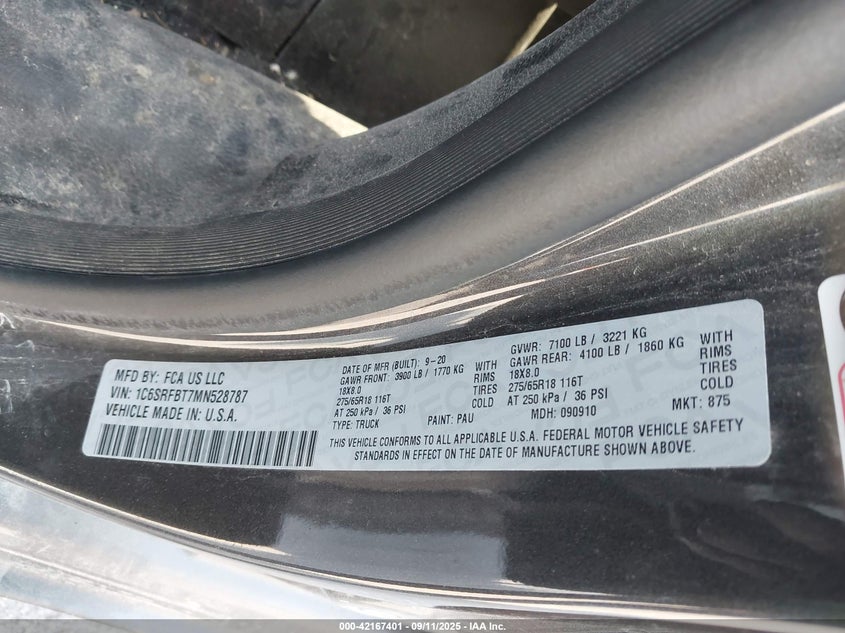 MFD BY: FCA US LLC
VIN: 1C6SRFBT7MN528787
VEHICLE MADE IN: U.S.A.
DATE OF MFR (BUILT): 9-20
GAWR FRONT: 3900 LB / 1770 KG WITH
18X8.0 RIMS
275/65R18 116T TIRES
AT 250 kPa / 36 PSI COLD
TYPE: TRUCK PAINT: PAU
GVWR: 7100 LB / 3221 KG
GAWR REAR: 4100 LB / 1860 KG WITH
18X8.0 RIMS
275/65R18 116T TIRES
AT 250 kPa / 36 PSI COLD
MDH: 090910 MKT: 875
THIS VEHICLE CONFORMS TO ALL APPLICABLE U.S.A. FEDERAL MOTOR VEHICLE SAFETY
STANDARDS IN EFFECT ON THE DATE OF MANUFACTURE SHOWN ABOVE.
000-42167401 - 09/11/2025 - IAA Inc.